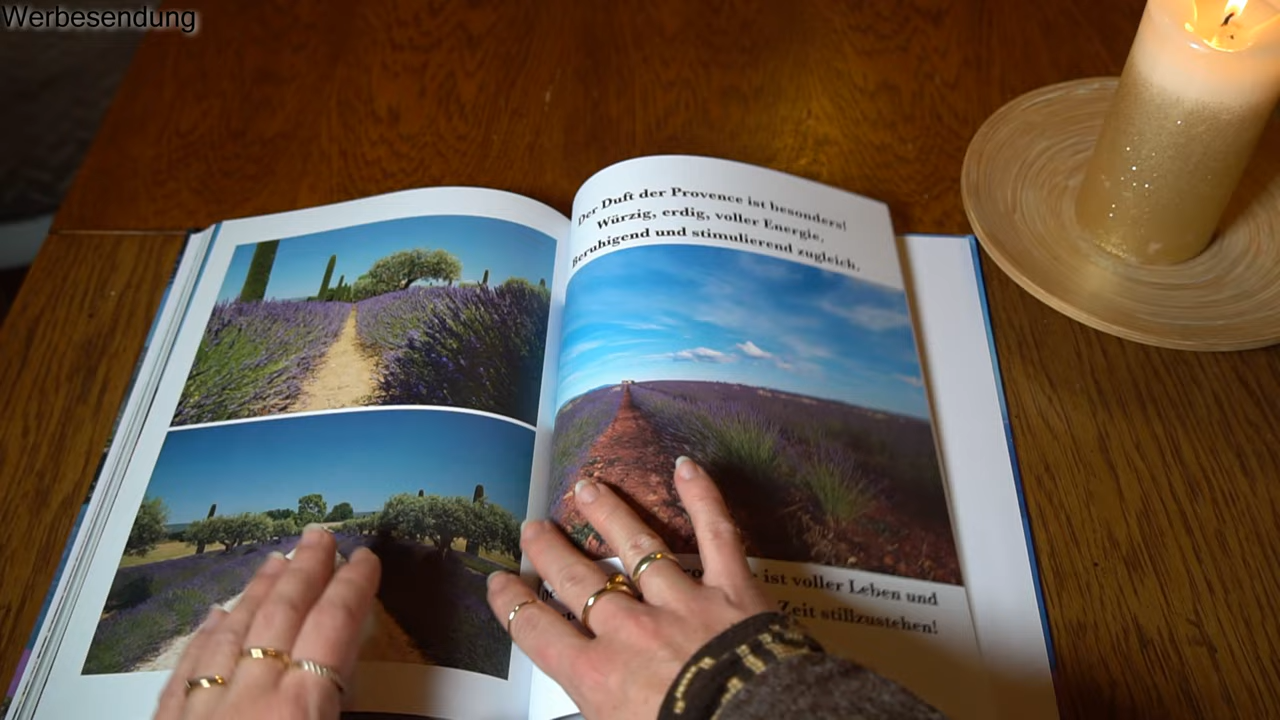 Werbesendung
Der Duft der Provence ist besonders!
Würzig, erdig, voller Energie,
Beruhigend und stimulierend zugleich.
ist voller Leben und
Zeit stillzustehen!